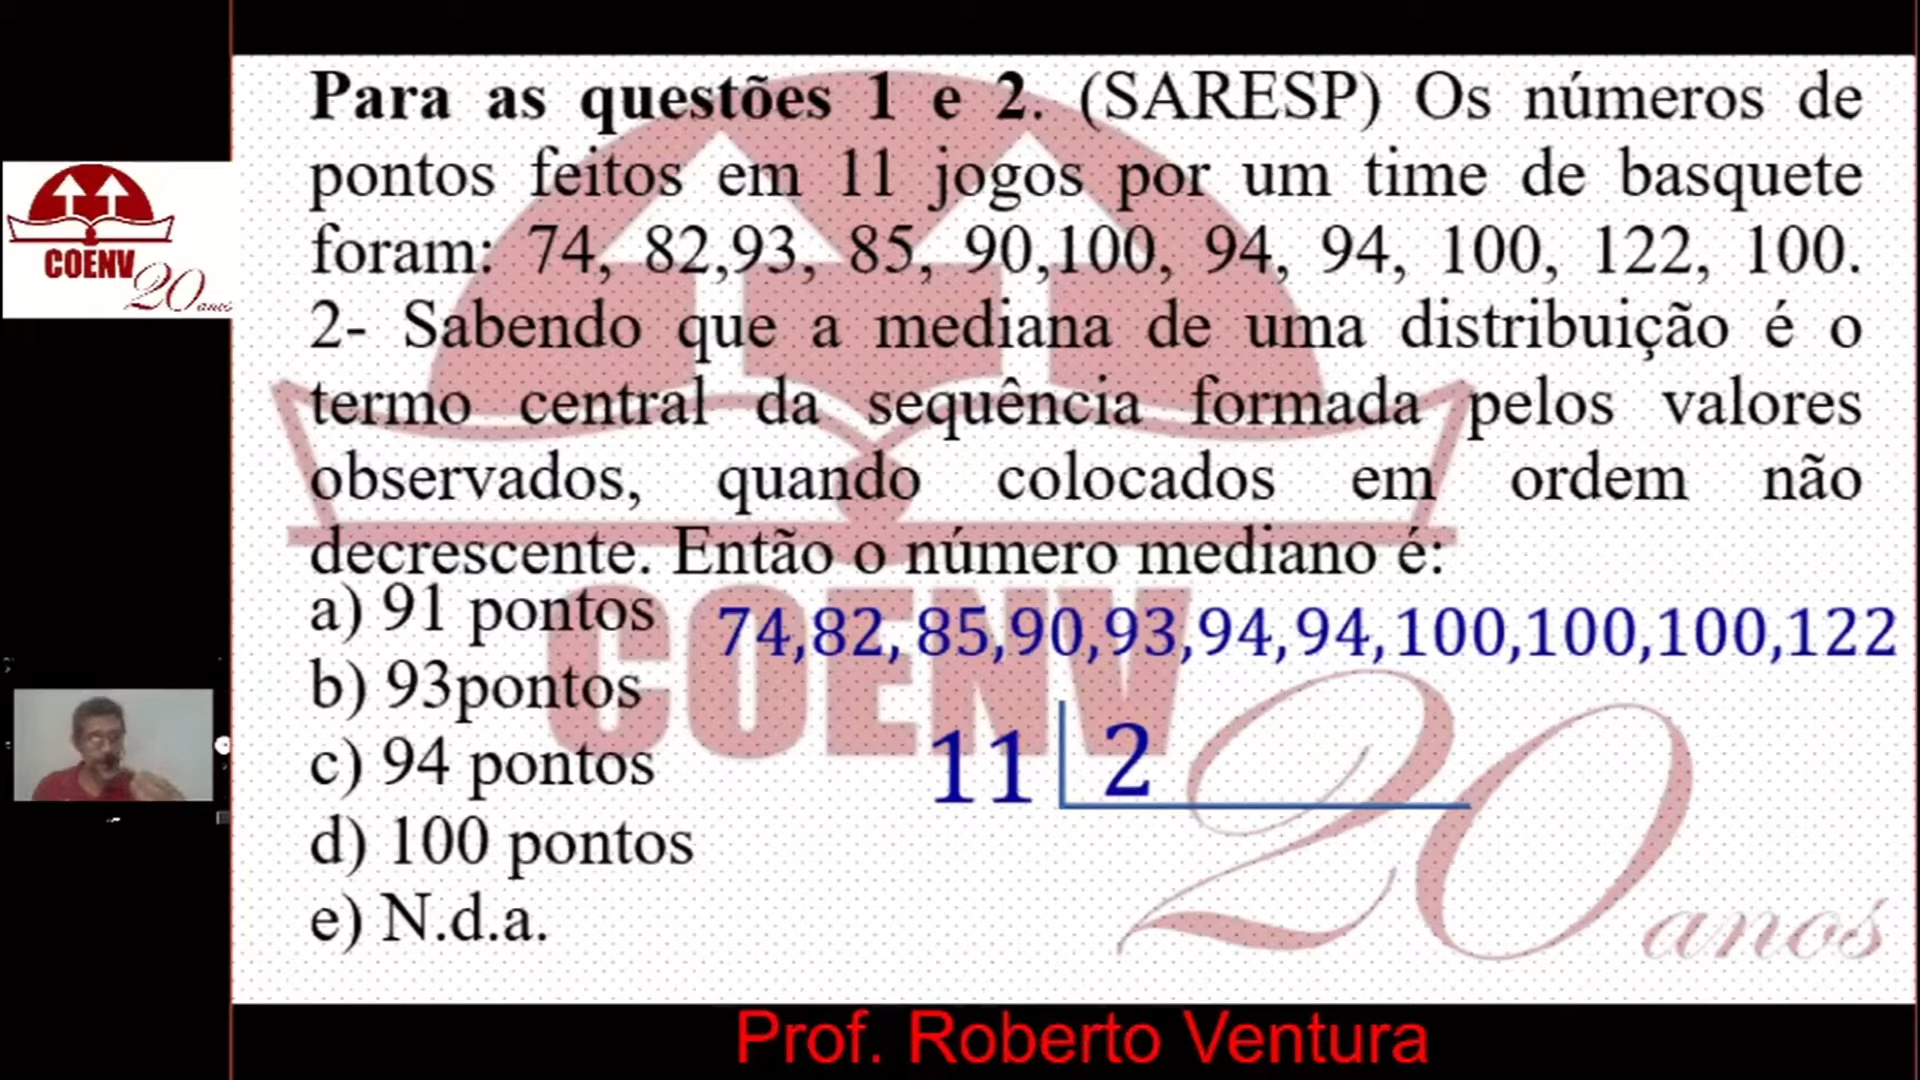 Para as questões 1 e 2. (SARESP) Os números de
pontos feitos em 11 jogos por um time de basquete
foram: 74, 82,93, 85, 90,100, 94, 94, 100, 122, 100.
2- Sabendo que a mediana de uma distribuição é o
termo central da sequência formada pelos valores
observados, quando colocados em ordem não
decrescente. Então o número mediano é:
a) 91 pontos
74,82,85,90,93,94,94,100,100,100,122
b) 93pontos
c) 94 pontos
11 2
d) 100 pontos
e) N.d.a.
COENV
20 anos
COENV
20 anos
Prof. Roberto Ventura